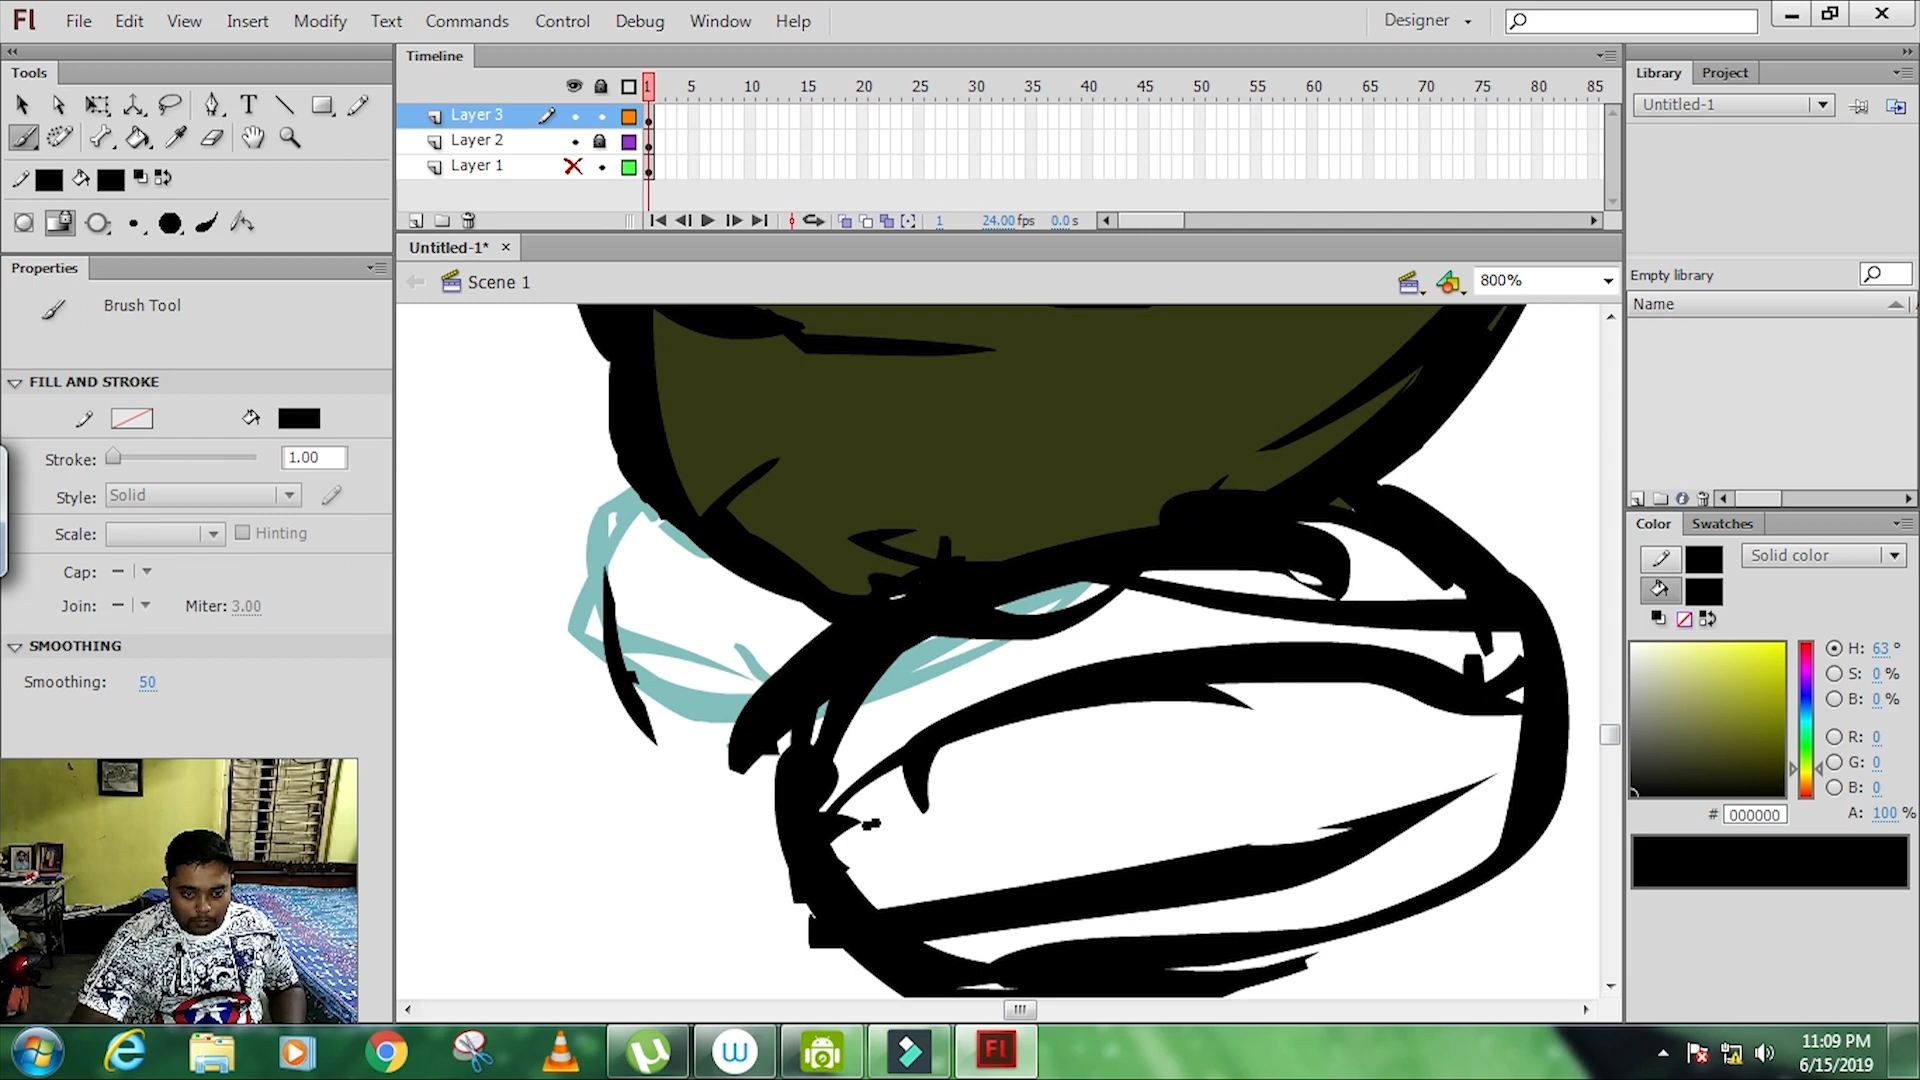 Fl File Edit View Insert Modify Text Commands Control Debug Window Help Designer
Tools
Timeline
Library Project
1 5 10 15 20 25 30 35 40 45 50 55 60 65 70 75 80 85
Layer 3
Layer 2
Layer 1
Untitled-1
1 24.00 fps 0.0 s
Untitled-1*
Scene 1
800%
Properties
Brush Tool
Empty library
Name
FILL AND STROKE
Stroke: 1.00
Style: Solid
Scale: Hinting
Cap:
Join: Miter: 3.00
SMOOTHING
Smoothing: 50
Color Swatches
Solid color
H: 63 °
S: 0 %
B: 0 %
R: 0
G: 0
B: 0
A: 100 %
# 000000
W
Fl
11:09 PM
6/15/2019